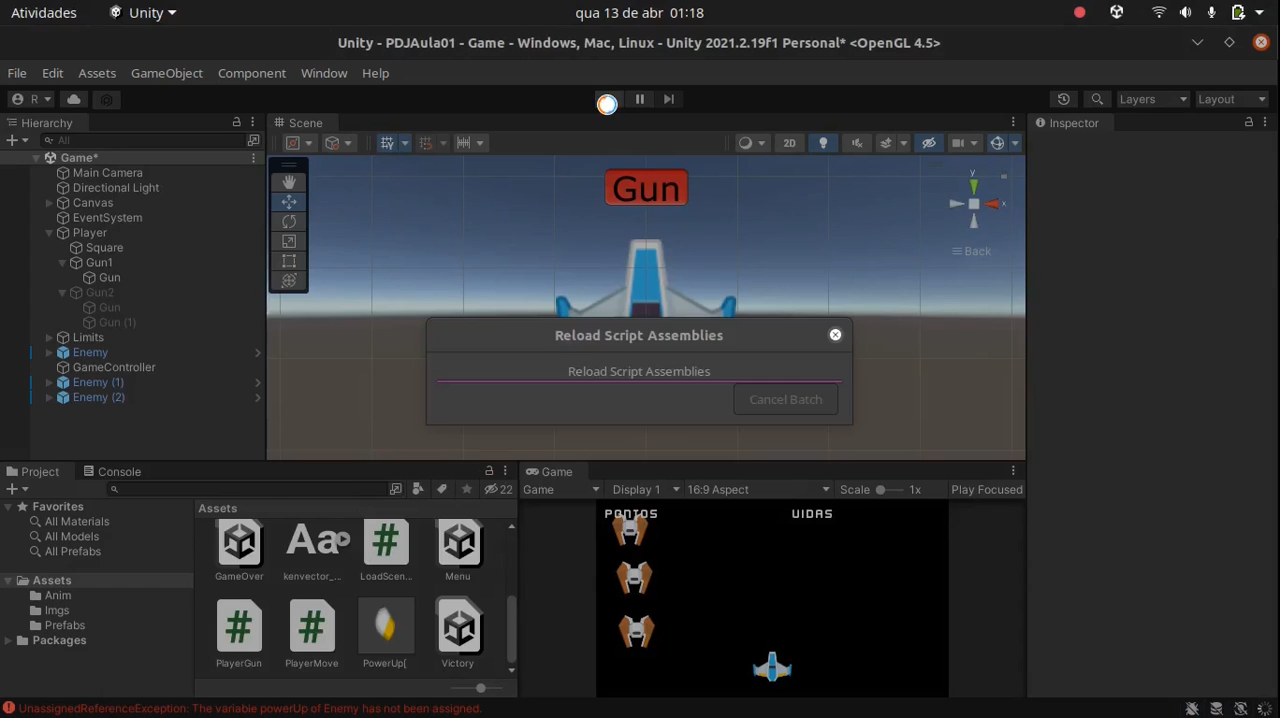 Atividades Unity qua 13 de abr 01:18
Unity - PDJAula01 - Game - Windows, Mac, Linux - Unity 2021.2.19f1 Personal* <OpenGL 4.5>
File Edit Assets GameObject Component Window Help
R Layers Layout
Hierarchy Scene Inspector
All 2D
Game*
Main Camera
Directional Light
Canvas
EventSystem
Player
Square
Gun1
Gun
Gun2
Gun
Gun (1)
Limits
Enemy
GameController
Enemy (1)
Enemy (2)
Gun
y
x
Back
Reload Script Assemblies
Reload Script Assemblies
Cancel Batch
Project Console
22
Favorites
All Materials
All Models
All Prefabs
Assets
Anim
Imgs
Prefabs
Packages
Assets
Aa
GameOver kenvector_... LoadScen... Menu
PlayerGun PlayerMove PowerUp[ Victory
Game
Game Display 1 16:9 Aspect Scale 1x Play Focused
PONTOS VIDAS
UnassignedReferenceException: The variable powerUp of Enemy has not been assigned.